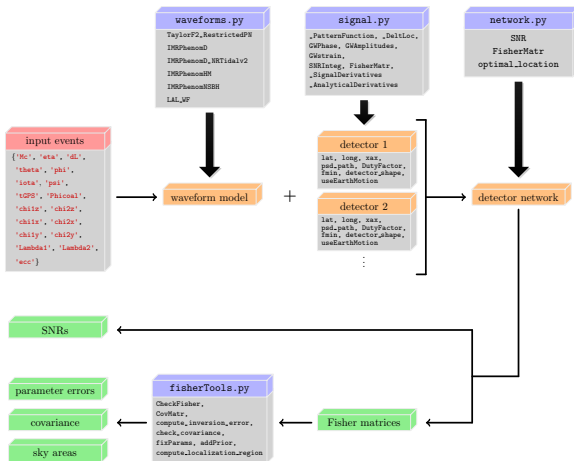 waveforms.py
TaylorF2_RestrictedPN
IMRPhenomD
IMRPhenomD_NRTidalv2
IMRPhenomHM
IMRPhenomNSBH
LAL_WF
signal.py
_PatternFunction, _DeltLoc,
GWPhase, GWAmplitudes,
GWstrain,
SNRInteg, FisherMatr,
_SignalDerivatives
_AnalyticalDerivatives
network.py
SNR
FisherMatr
optimal_location
input events
{'Mc', 'eta', 'dL',
'theta', 'phi',
'iota', 'psi',
'tGPS', 'Phicoal',
'chi1z', 'chi2z',
'chi1x', 'chi2x',
'chi1y', 'chi2y',
'Lambda1', 'Lambda2',
'ecc'}
waveform model
+
detector 1
lat, long, xax,
psd_path, DutyFactor,
fmin, detector_shape,
useEarthMotion
detector 2
lat, long, xax,
psd_path, DutyFactor,
fmin, detector_shape,
useEarthMotion
⋮
detector network
SNRs
parameter errors
covariance
sky areas
fisherTools.py
CheckFisher,
CovMatr,
compute_inversion_error,
check_covariance,
fixParams, addPrior,
compute_localization_region
Fisher matrices